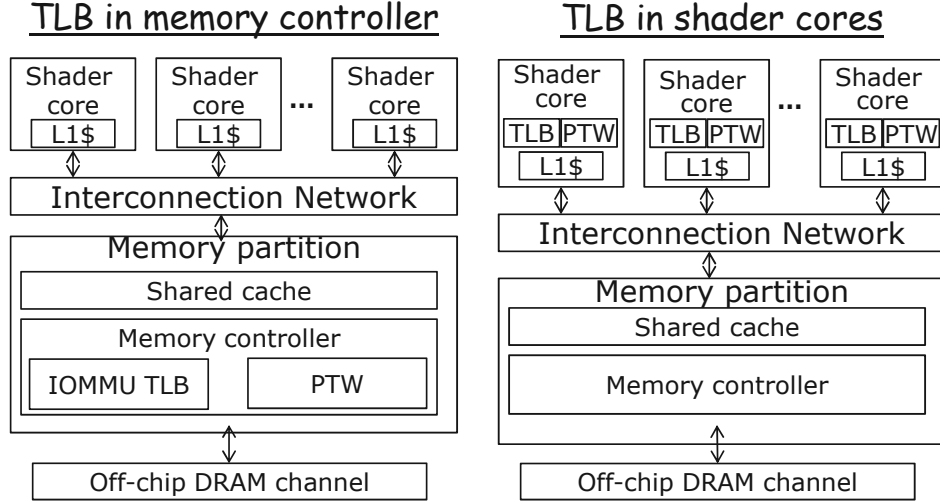 TLB in memory controller
Shader
core
L1$
Shader
core
L1$
...
Shader
core
L1$
Interconnection Network
Memory partition
Shared cache
Memory controller
IOMMU TLB
PTW
Off-chip DRAM channel
TLB in shader cores
Shader
core
TLB PTW
L1$
Shader
core
TLB PTW
L1$
...
Shader
core
TLB PTW
L1$
Interconnection Network
Memory partition
Shared cache
Memory controller
Off-chip DRAM channel